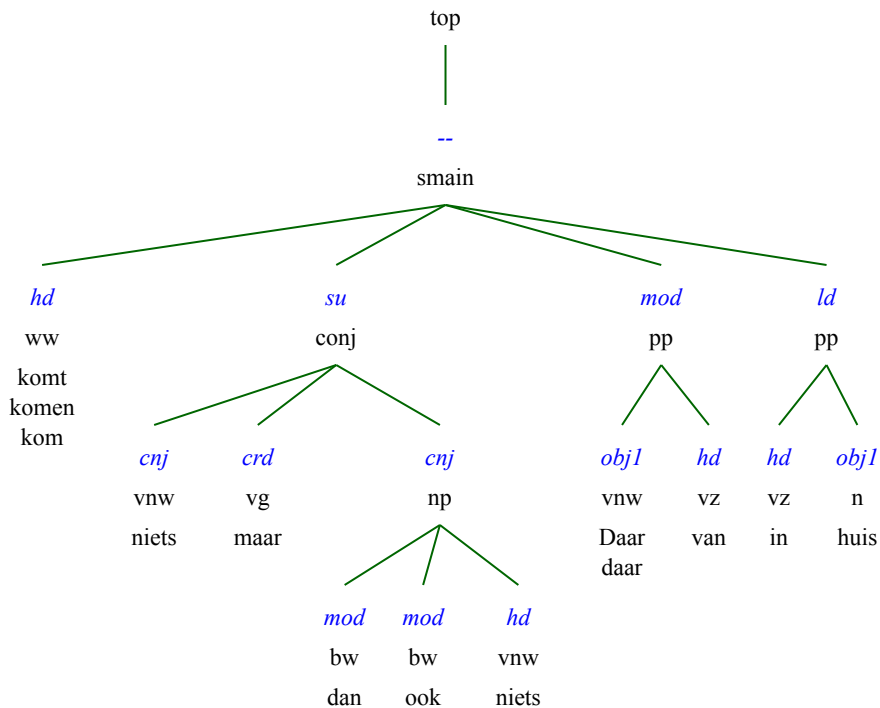 top
--
smain
hd su mod ld
ww conj pp pp
komt
komen
kom
cnj crd cnj obj1 hd hd obj1
vnw vg np vnw vz vz n
niets maar Daar van in huis
daar
mod mod hd
bw bw vnw
dan ook niets